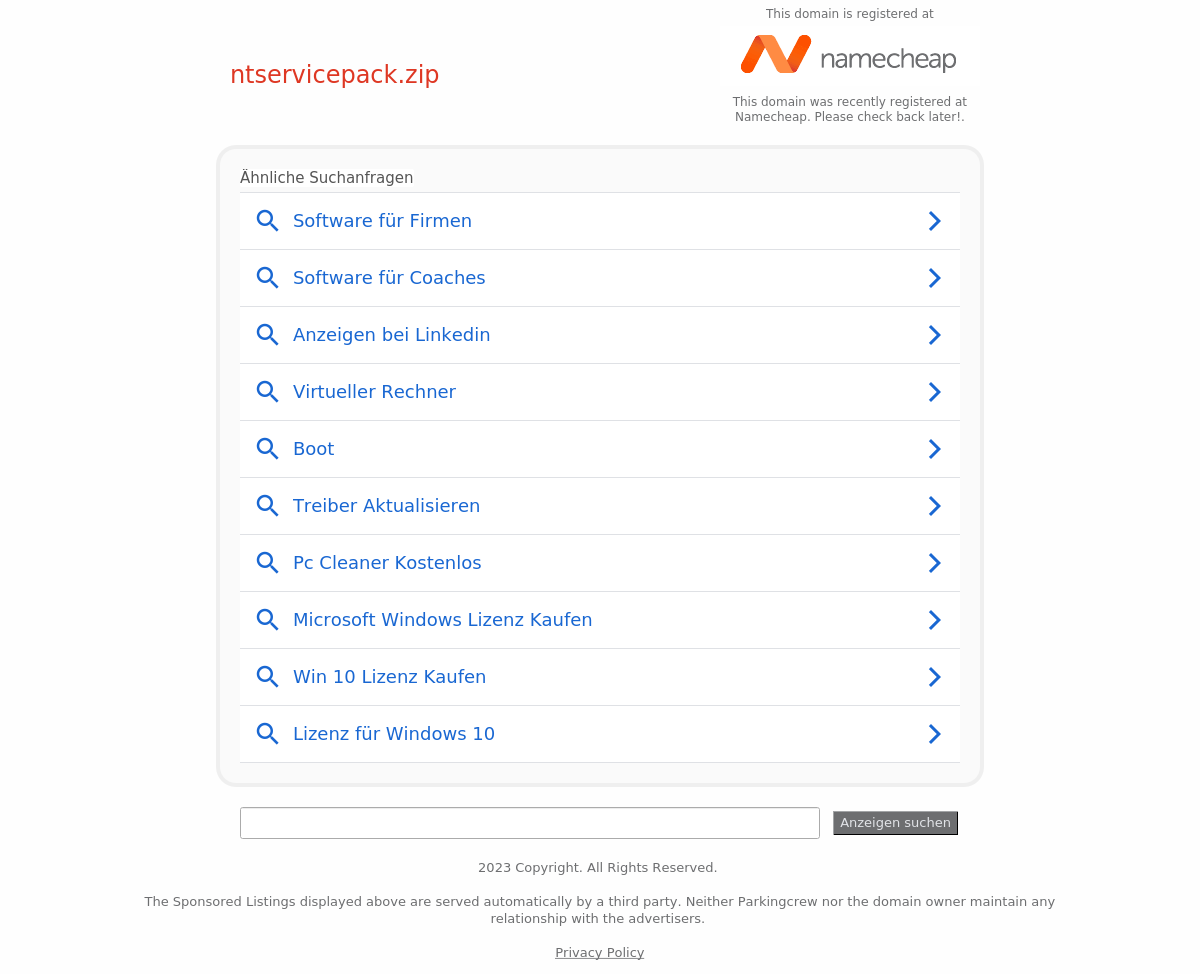 This domain is registered at
namecheap
ntservicepack.zip
This domain was recently registered at
Namecheap. Please check back later!.
Ähnliche Suchanfragen
Software für Firmen
Software für Coaches
Anzeigen bei Linkedin
Virtueller Rechner
Boot
Treiber Aktualisieren
Pc Cleaner Kostenlos
Microsoft Windows Lizenz Kaufen
Win 10 Lizenz Kaufen
Lizenz für Windows 10
Anzeigen suchen
2023 Copyright. All Rights Reserved.
The Sponsored Listings displayed above are served automatically by a third party. Neither Parkingcrew nor the domain owner maintain any
relationship with the advertisers.
Privacy Policy